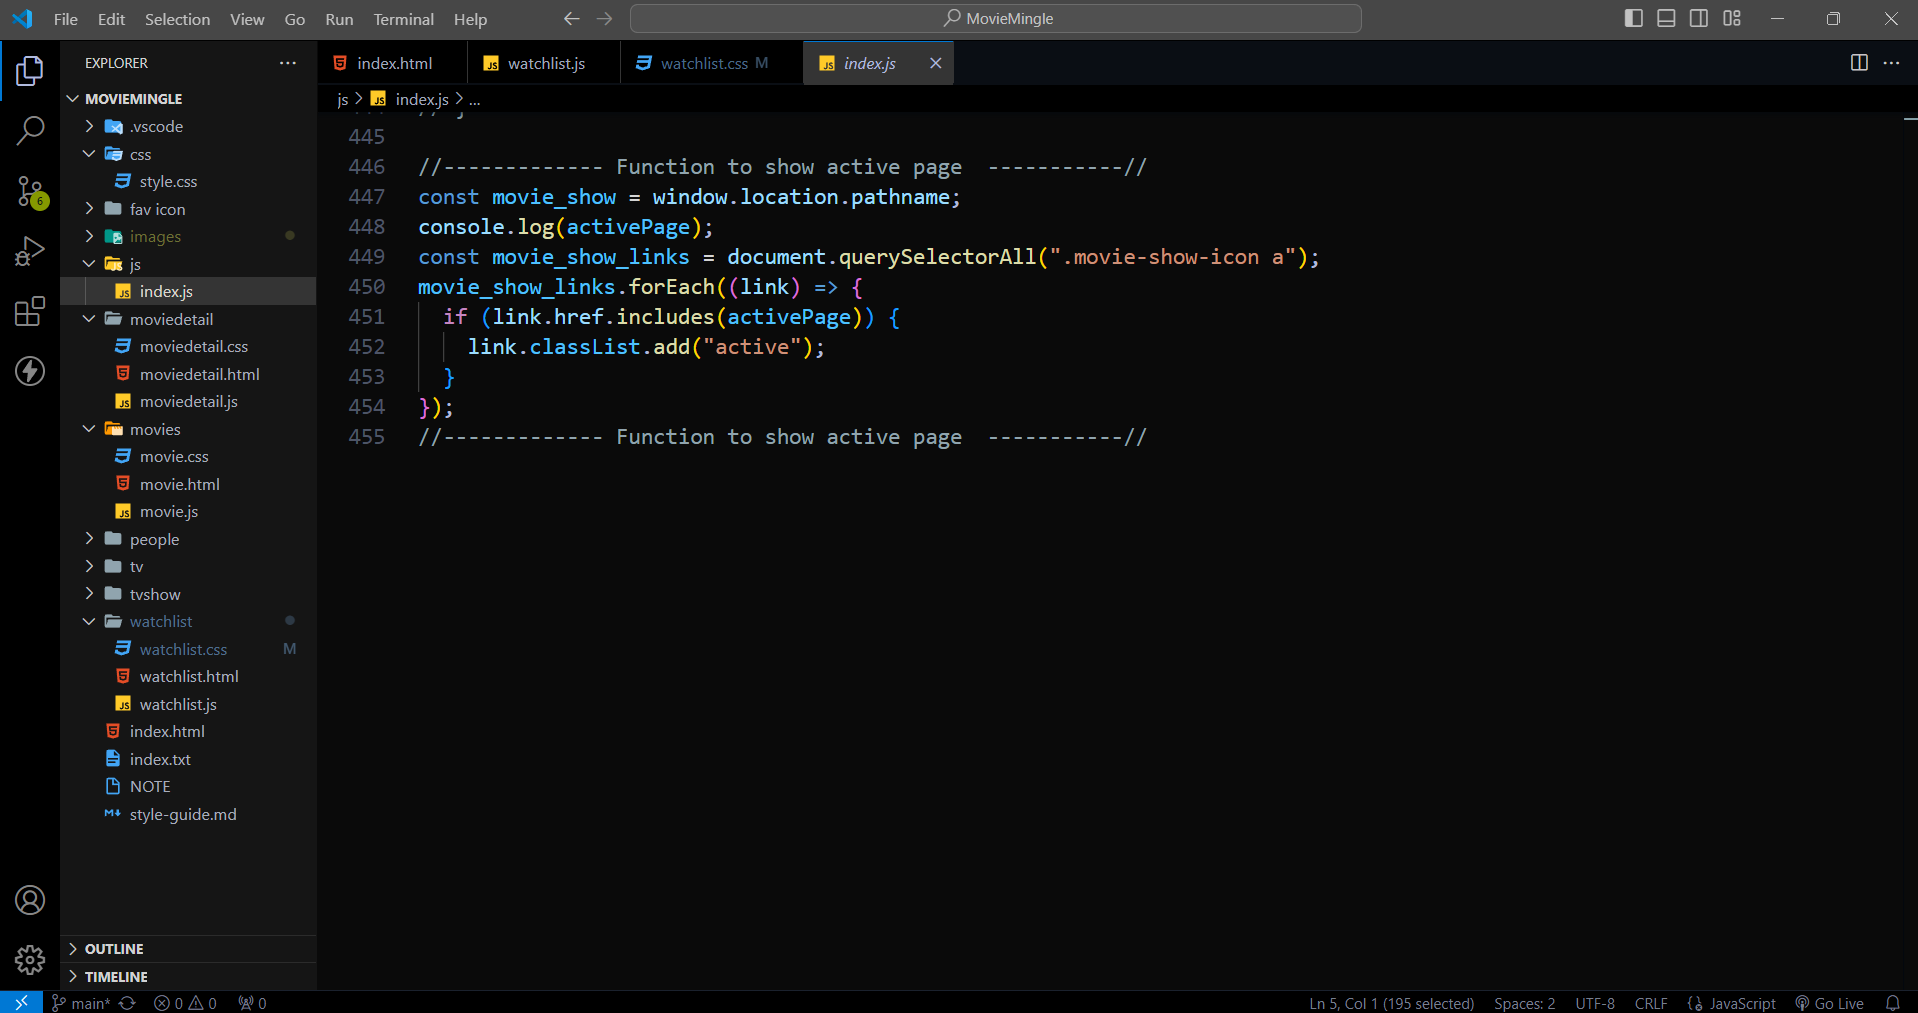 File Edit Selection View Go Run Terminal Help
MovieMingle
EXPLORER
MOVIEMINGLE
.vscode
css
style.css
fav icon
images
js
index.js
moviedetail
moviedetail.css
moviedetail.html
moviedetail.js
movies
movie.css
movie.html
movie.js
people
tv
tvshow
watchlist
watchlist.css M
watchlist.html
watchlist.js
index.html
index.txt
NOTE
style-guide.md
OUTLINE
TIMELINE
6
index.html watchlist.js watchlist.css M index.js
js > index.js > ...
445
446 //------------- Function to show active page  -----------//
447 const movie_show = window.location.pathname;
448 console.log(activePage);
449 const movie_show_links = document.querySelectorAll(".movie-show-icon a");
450 movie_show_links.forEach((link) => {
451   if (link.href.includes(activePage)) {
452     link.classList.add("active");
453   }
454 });
455 //------------- Function to show active page  -----------//
main* 0 0 0 Ln 5, Col 1 (195 selected) Spaces: 2 UTF-8 CRLF JavaScript Go Live